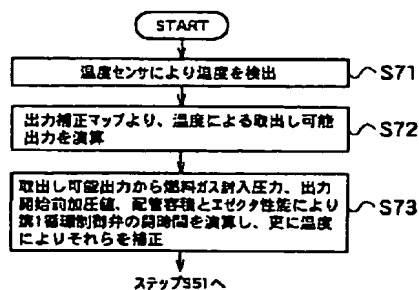 START
温度センサにより温度を検出
S71
出力補正マップより、温度による取出し可能
出力を演算
S72
取出し可能出力から燃料ガス封入圧力、出力
開始前加圧値、配管容積とエゼクタ性能により
第1循環制御弁の開時間を演算し、更に温度
によりそれらを補正
S73
ステップS51へ